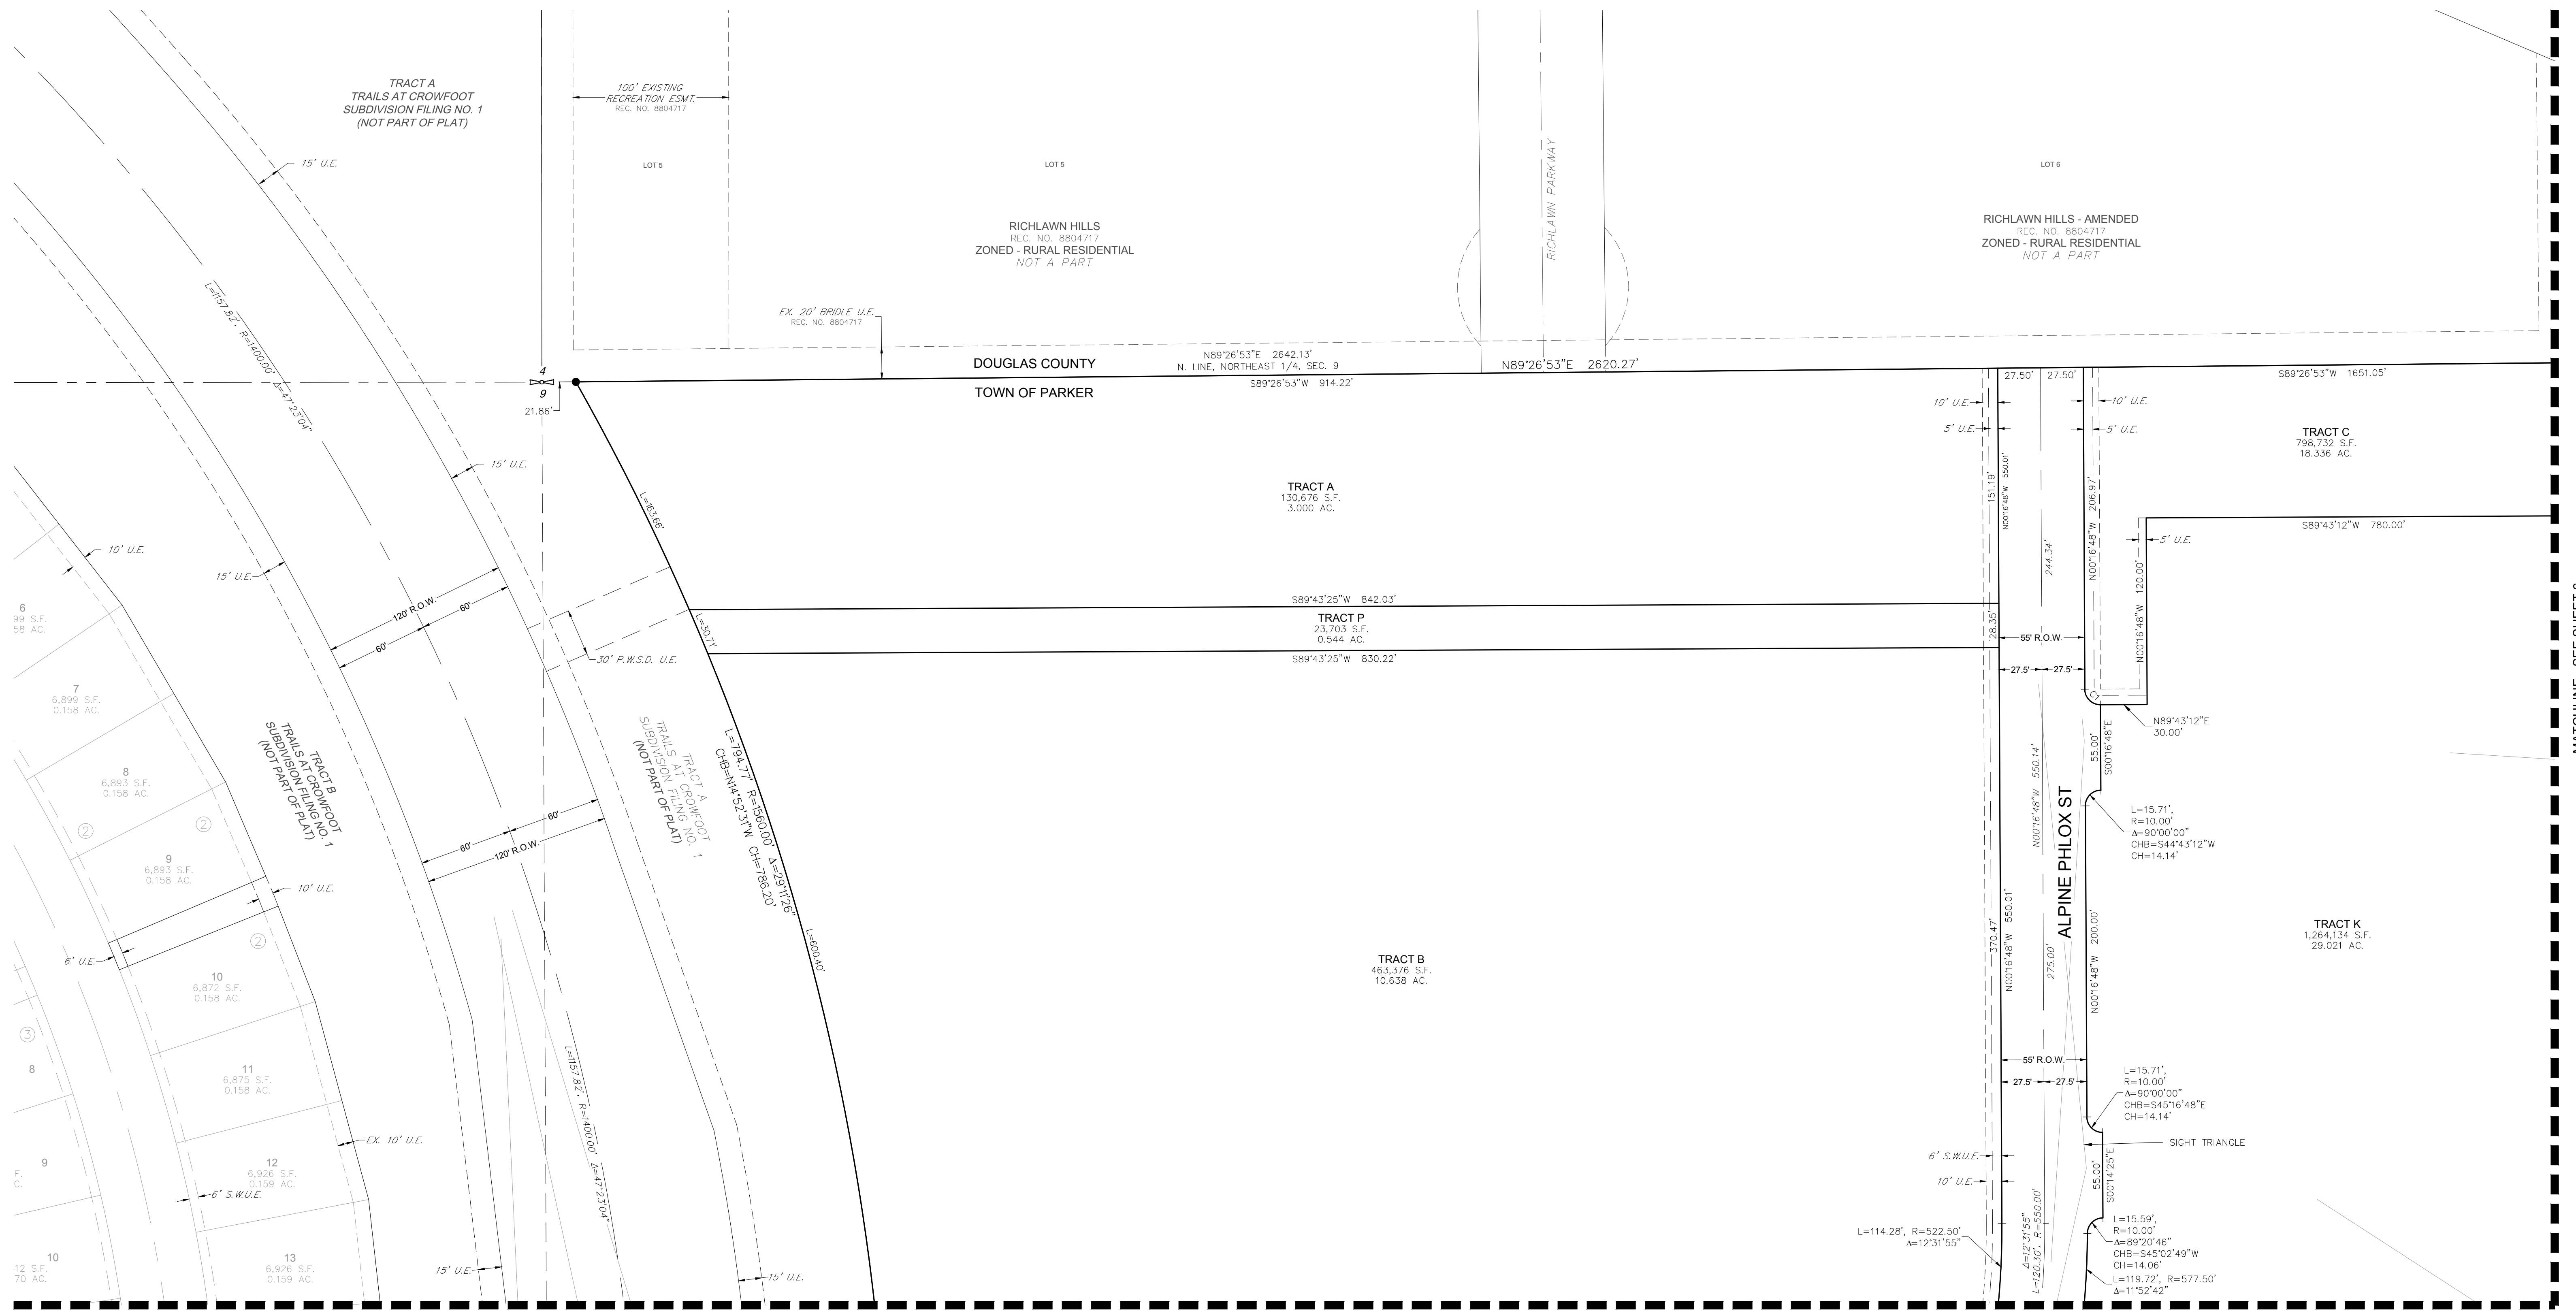 TRACT A
TRAILS AT CROWFOOT
SUBDIVISION FILING NO. 1
(NOT PART OF PLAT)
100' EXISTING
RECREATION ESMT.
REC. NO. 8804717
15' U.E.
LOT 5
LOT 5
RICHLAWN PARKWAY
LOT 6
RICHLAWN HILLS
REC. NO. 8804717
ZONED - RURAL RESIDENTIAL
NOT A PART
RICHLAWN HILLS - AMENDED
REC. NO. 8804717
ZONED - RURAL RESIDENTIAL
NOT A PART
L=1157.82', R=1400.00' Δ=47°23'04"
EX. 20' BRIDLE U.E.
REC. NO. 8804717
4
9
21.86'
DOUGLAS COUNTY
TOWN OF PARKER
N89°26'53"E 2642.13'
N. LINE, NORTHEAST 1/4, SEC. 9
S89°26'53"W 914.22'
N89°26'53"E 2620.27'
27.50' 27.50'
S89°26'53"W 1651.05'
10' U.E.
5' U.E.
10' U.E.
5' U.E.
TRACT C
798,732 S.F.
18.336 AC.
15' U.E.
L=163.66'
TRACT A
130,676 S.F.
3.000 AC.
151.19'
N00°16'48"W 550.01'
244.34'
N00°16'48"W 206.97'
S89°43'12"W 780.00'
5' U.E.
N00°16'48"W 120.00'
10' U.E.
15' U.E.
120' R.O.W.
60'
60'
S89°43'25"W 842.03'
TRACT P
23,703 S.F.
0.544 AC.
S89°43'25"W 830.22'
L=30.71'
28.35'
55' R.O.W.
27.5' 27.5'
30' P.W.S.D. U.E.
C1
N89°43'12"E
30.00'
MATCHLINE - SEE SHEET 6
6
99 S.F.
58 AC.
7
6,899 S.F.
0.158 AC.
8
6,893 S.F.
0.158 AC.
2
2
9
6,893 S.F.
0.158 AC.
TRACT B
TRAILS AT CROWFOOT
SUBDIVISION FILING NO. 1
(NOT PART OF PLAT)
TRACT A
TRAILS AT CROWFOOT
SUBDIVISION FILING NO. 1
(NOT PART OF PLAT)
L=794.77' R=1560.00' Δ=29°11'26"
CHB=N14°52'31"W CH=786.20'
60'
60'
120' R.O.W.
10' U.E.
6' U.E.
2
L=600.40'
N00°16'48"W 550.14'
ALPINE PHLOX ST
55.00'
S00°16'48"E
L=15.71',
R=10.00'
Δ=90°00'00"
CHB=S44°43'12"W
CH=14.14'
TRACT B
463,376 S.F.
10.638 AC.
370.47'
N00°16'48"W 550.01'
275.00'
N00°16'48"W 200.00'
TRACT K
1,264,134 S.F.
29.021 AC.
10
6,872 S.F.
0.158 AC.
3
8
11
6,875 S.F.
0.158 AC.
EX. 10' U.E.
9
F.
C.
12
6,926 S.F.
0.159 AC.
6' S.W.U.E.
10
12 S.F.
70 AC.
13
6,926 S.F.
0.159 AC.
15' U.E.
L=1157.82', R=1400.00' Δ=47°23'04"
15' U.E.
55' R.O.W.
27.5' 27.5'
L=15.71',
R=10.00'
Δ=90°00'00"
CHB=S45°16'48"E
CH=14.14'
SIGHT TRIANGLE
6' S.W.U.E.
10' U.E.
55.00'
S00°14'25"E
L=114.28', R=522.50'
Δ=12°31'55"
Δ=12°31'55"
L=120.30', R=550.00'
L=15.59',
R=10.00'
Δ=89°20'46"
CHB=S45°02'49"W
CH=14.06'
L=119.72', R=577.50'
Δ=11°52'42"